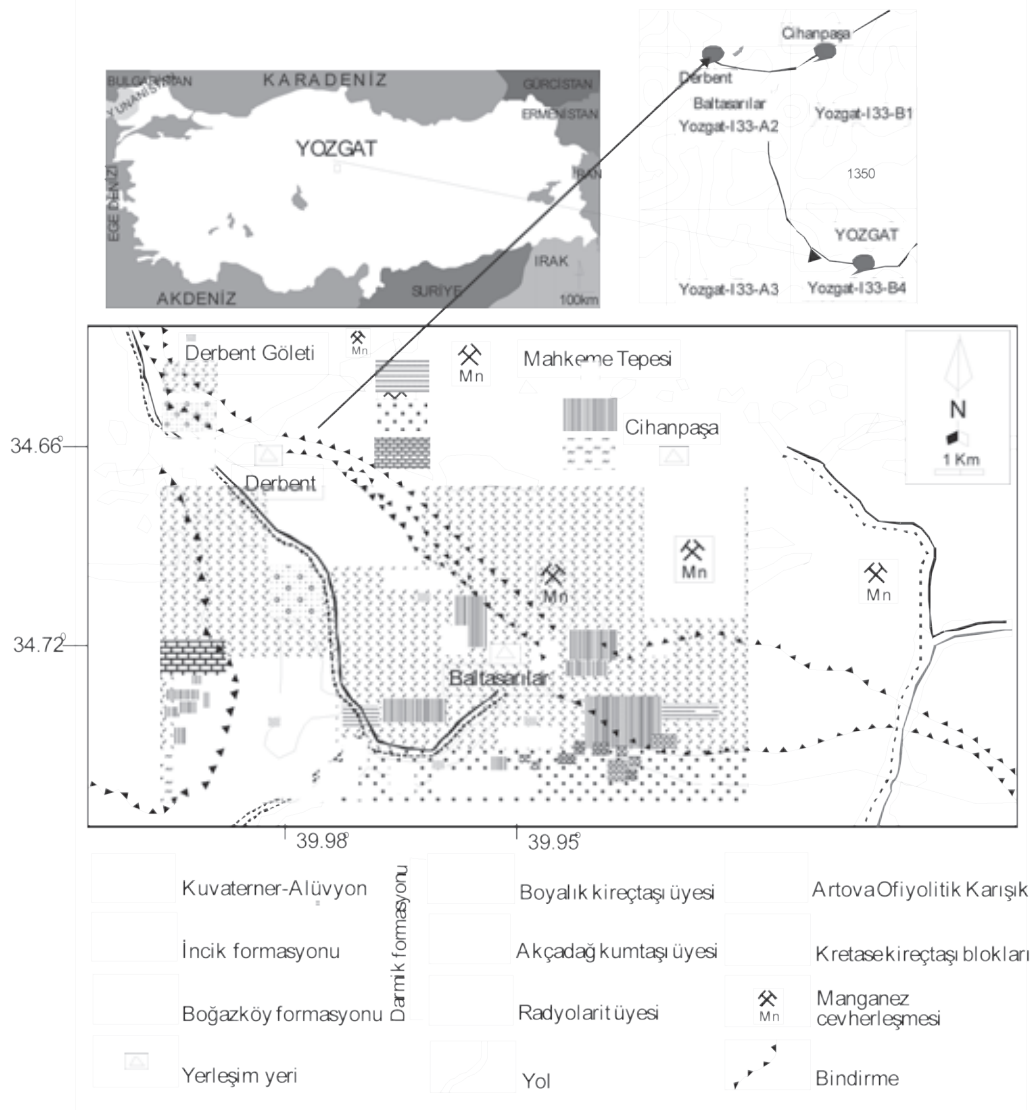 BULGARİSTAN
KARADENİZ
GÜRCİSTAN
YUNANİSTAN
ERMENİSTAN
YOZGAT
İRAN
EGE DENİZİ
IRAK
AKDENİZ
SURİYE
100km
Cihanpaşa
Derbent
Baltasarılar
Yozgat-I33-A2
Yozgat-I33-B1
1350
YOZGAT
Yozgat-I33-A3
Yozgat-I33-B4
Derbent Göleti
Mn
Mn
Mahkeme Tepesi
Cihanpaşa
N
1 Km
34.66°
Derbent
Mn
Mn
Mn
34.72°
Baltasarılar
39.98°
39.95°
Kuvaterner-Alüvyon
İncik formasyonu
Boğazköy formasyonu
Yerleşim yeri
Darmik formasyonu
Boyalık kireçtaşı üyesi
Akçadağ kumtaşı üyesi
Radyolarit üyesi
Yol
Artova Ofiyolitik Karışık
Kretase kireçtaşı blokları
Mn
Manganez
cevherleşmesi
Bindirme